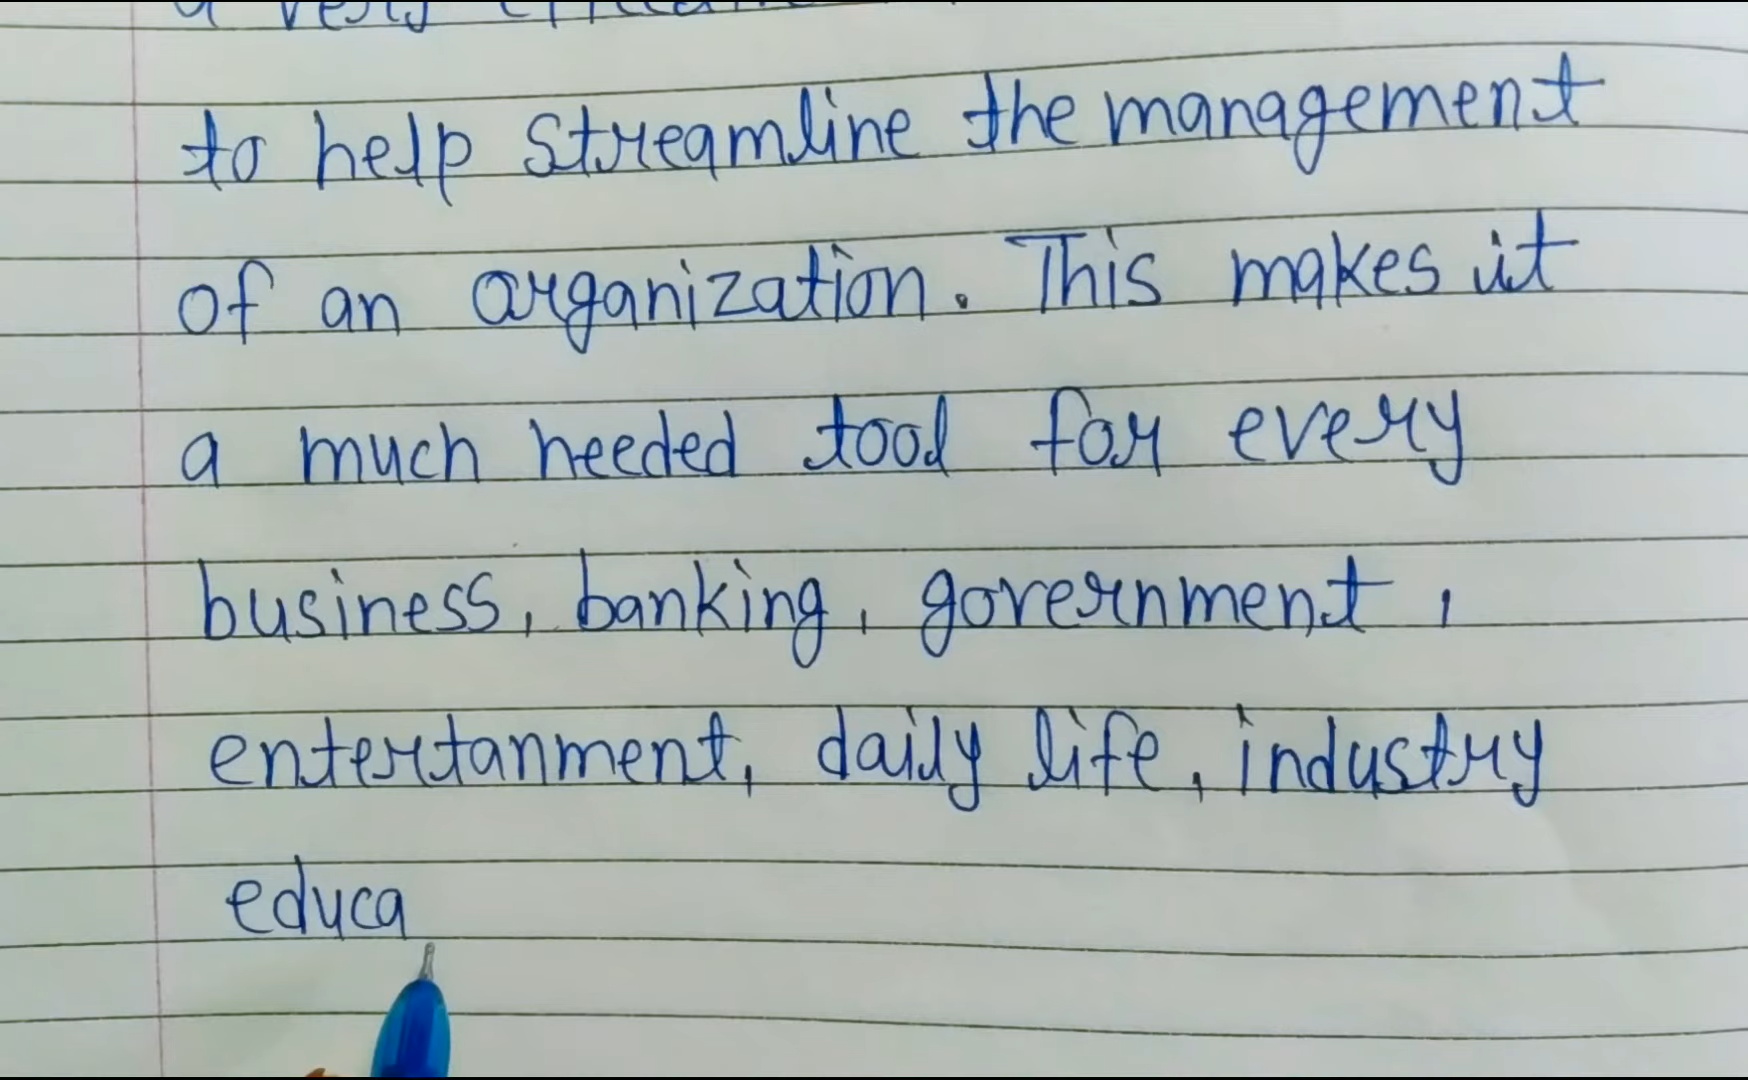 a very
to help streamline the management
of an organization. This makes it
a much needed tool for every
business, banking, government,
entertanment, daily life, industry
educa